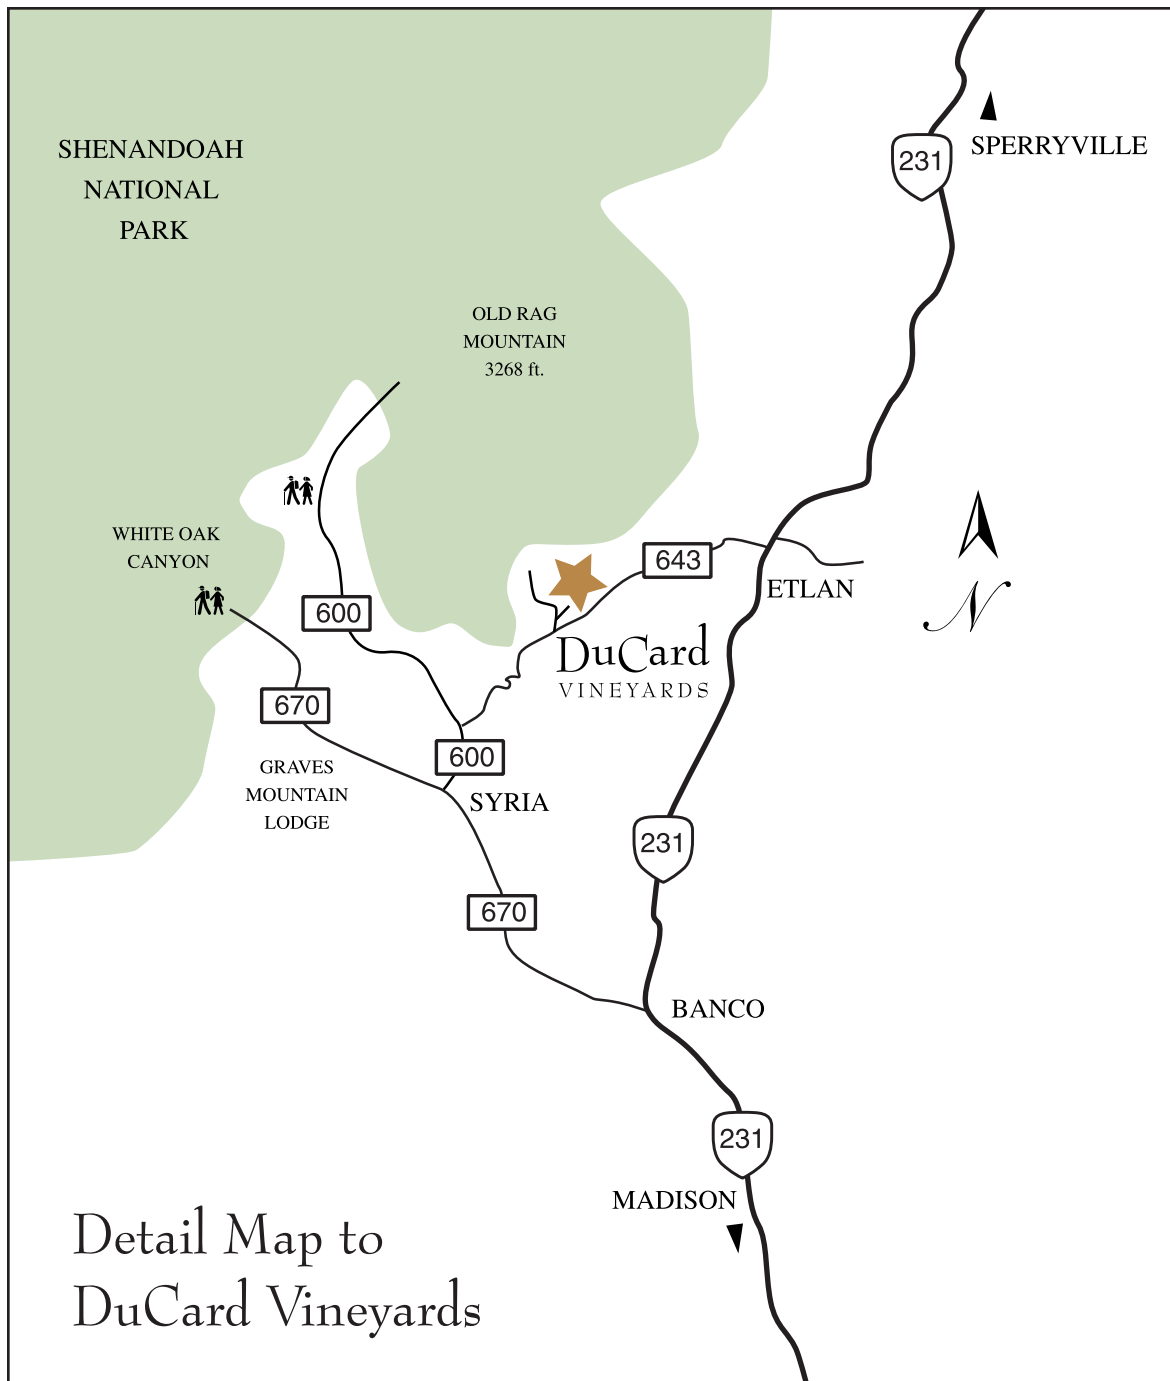 SHENANDOAH
NATIONAL
PARK
231
SPERRYVILLE
OLD RAG
MOUNTAIN
3268 ft.
WHITE OAK
CANYON
643
ETLAN
N
600
DuCard
VINEYARDS
670
600
GRAVES
MOUNTAIN
LODGE
SYRIA
231
670
BANCO
231
MADISON
Detail Map to
DuCard Vineyards